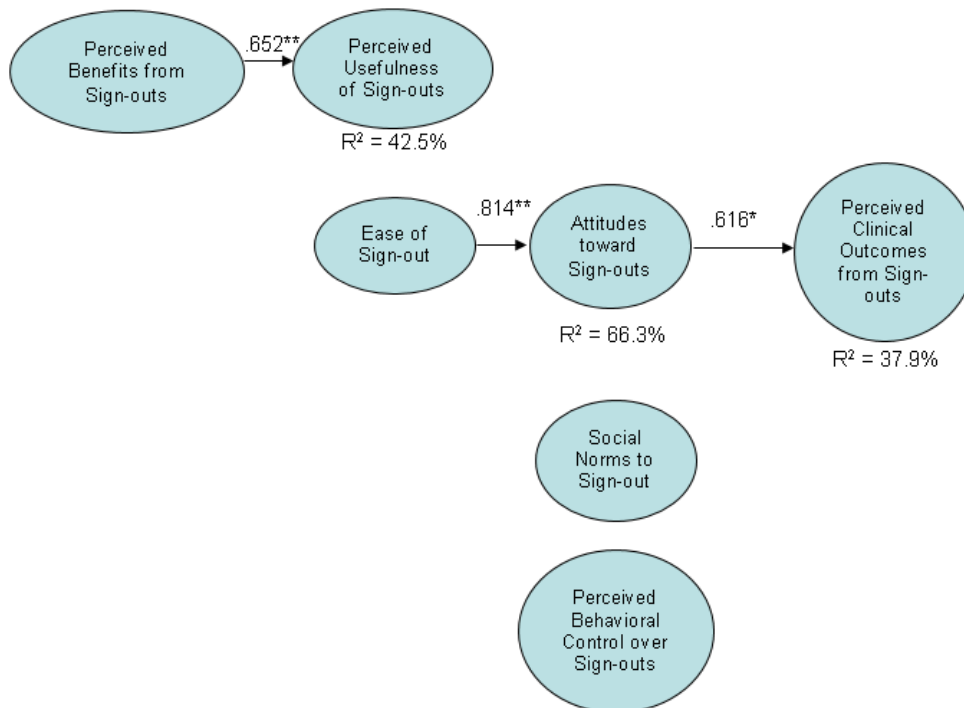 Perceived
Benefits from
Sign-outs
.652**
Perceived
Usefulness
of Sign-outs
R² = 42.5%
Ease of
Sign-out
.814**
Attitudes
toward
Sign-outs
R² = 66.3%
.616*
Perceived
Clinical
Outcomes
from Sign-
outs
R² = 37.9%
Social
Norms to
Sign-out
Perceived
Behavioral
Control over
Sign-outs